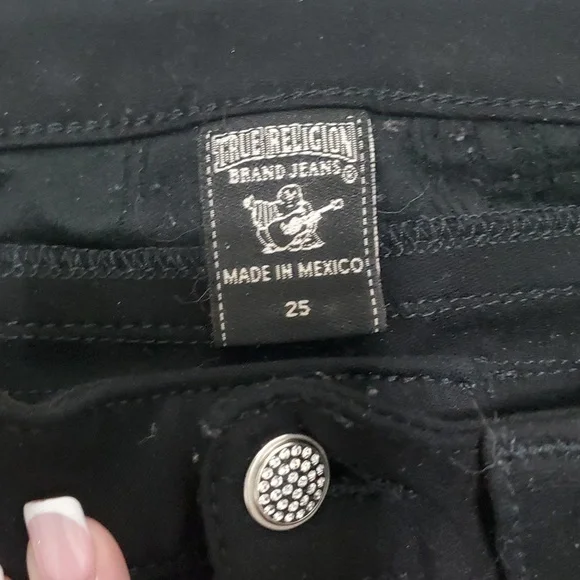 TRUE RELIGION
BRAND JEANS®
MADE IN MEXICO
25